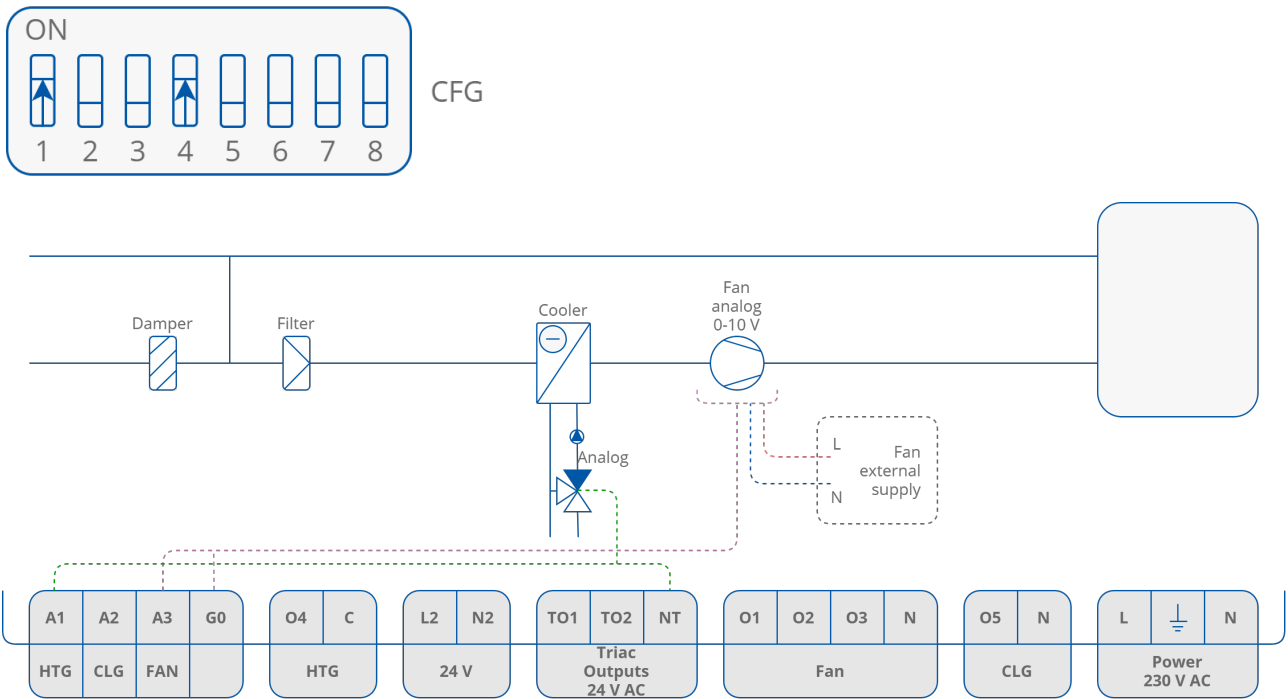 ON
1 2 3 4 5 6 7 8
CFG
Damper
Filter
Cooler
Fan
analog
0-10 V
Analog
L
N
Fan
external
supply
A1 A2 A3 G0
HTG CLG FAN
O4 C
HTG
L2 N2
24 V
TO1 TO2 NT
Triac
Outputs
24 V AC
O1 O2 O3 N
Fan
O5 N
CLG
L N
Power
230 V AC